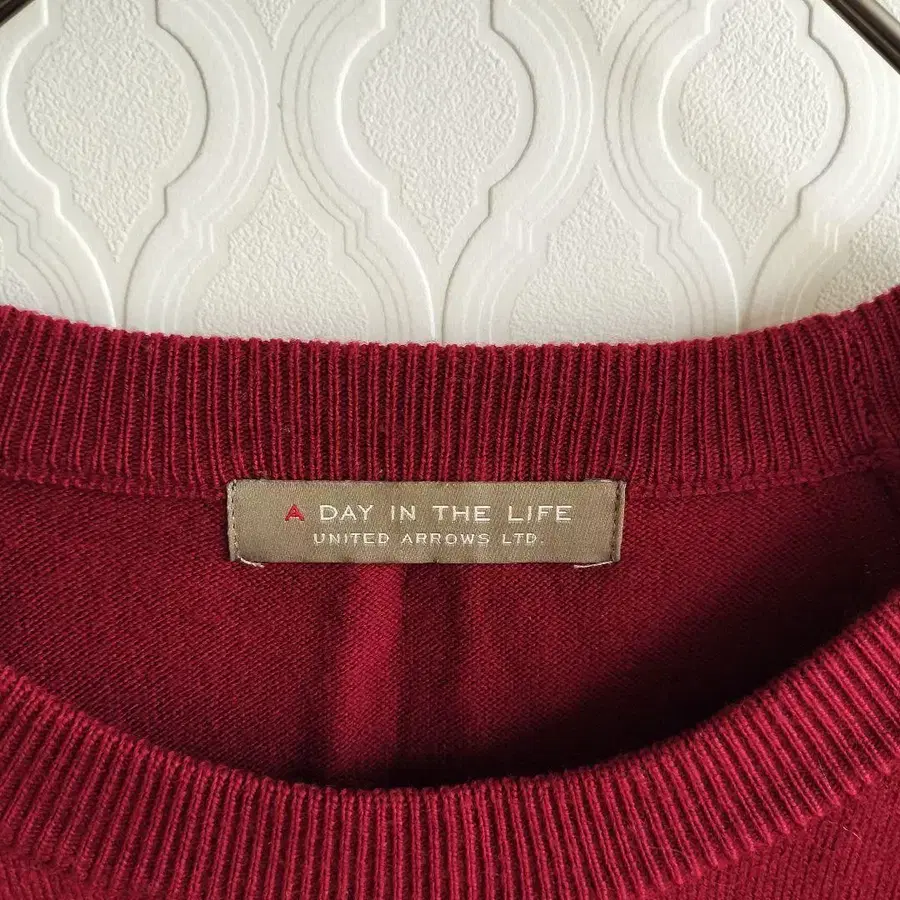 A DAY IN THE LIFE
UNITED ARROWS LTD.